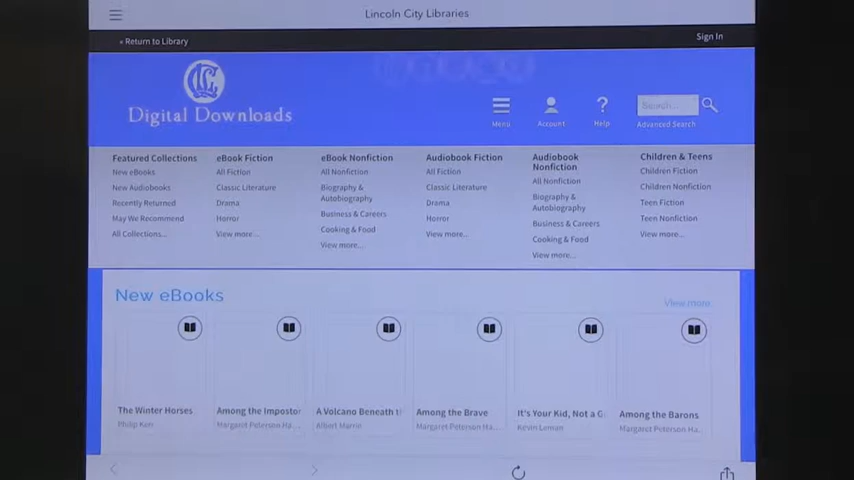 Lincoln City Libraries
« Return to Library
Sign In
Digital Downloads
Menu
Account
Help
Search...
Advanced Search
Featured Collections
New eBooks
New Audiobooks
Recently Returned
May We Recommend
All Collections...
eBook Fiction
All Fiction
Classic Literature
Drama
Horror
View more...
eBook Nonfiction
All Nonfiction
Biography &
Autobiography
Business & Careers
Cooking & Food
View more...
Audiobook Fiction
All Fiction
Classic Literature
Drama
Horror
View more...
Audiobook
Nonfiction
All Nonfiction
Biography &
Autobiography
Business & Careers
Cooking & Food
View more...
Children & Teens
Children Fiction
Children Nonfiction
Teen Fiction
Teen Nonfiction
View more...
New eBooks
View more
The Winter Horses
Philip Kerr
Among the Impostor
Margaret Peterson Ha...
A Volcano Beneath t
Albert Marrin
Among the Brave
Margaret Peterson Ha...
It's Your Kid, Not a G
Kevin Leman
Among the Barons
Margaret Peterson Ha...